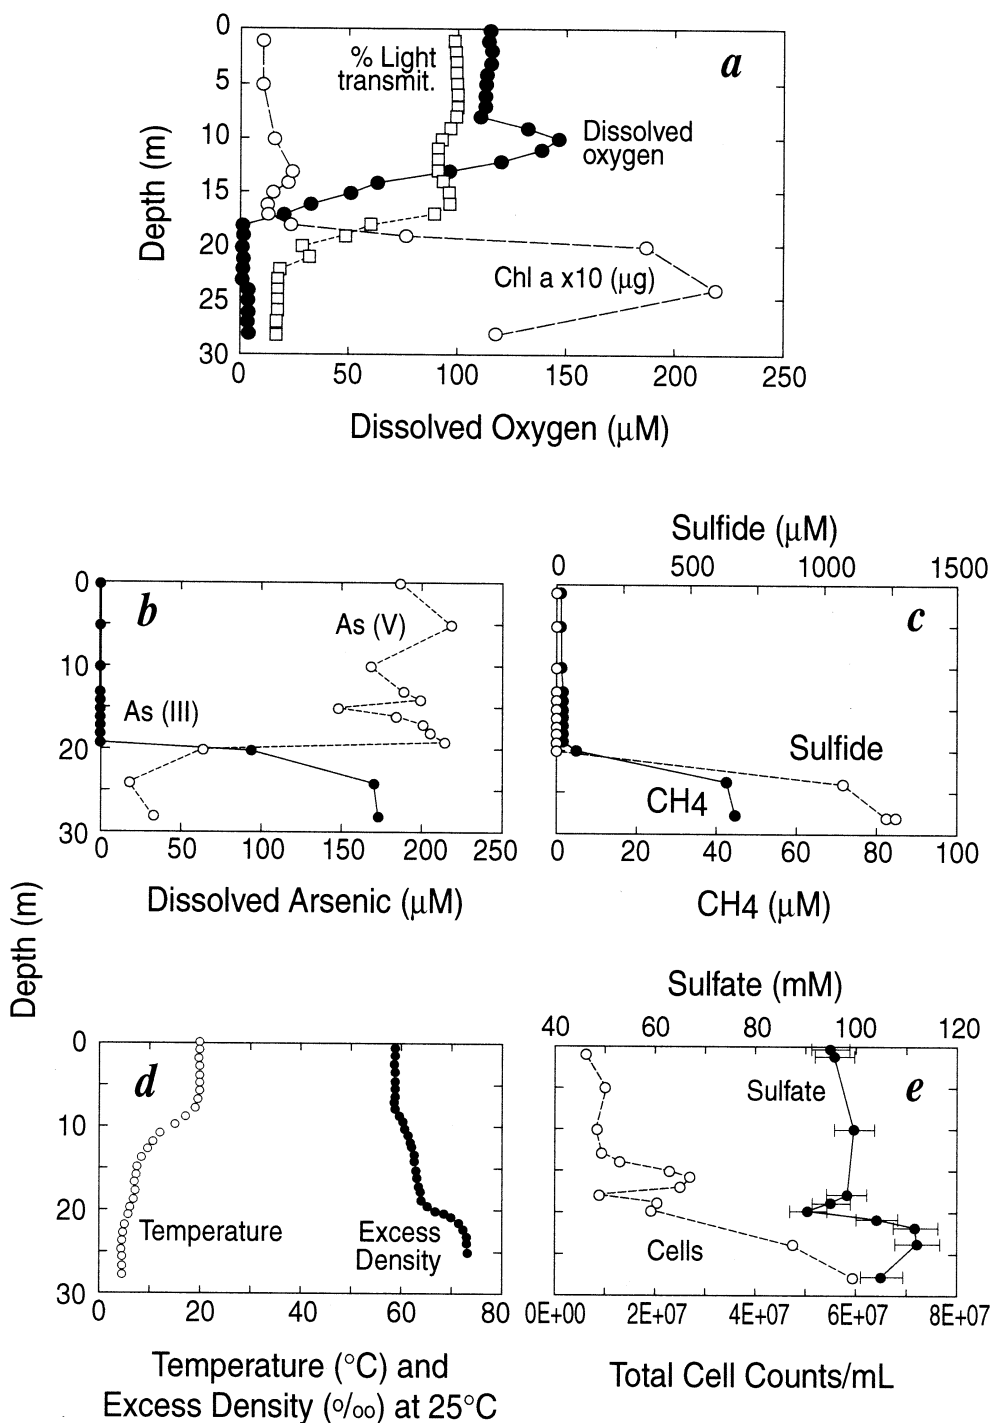 0
5
10
15
20
25
30
Depth (m)
% Light
transmit.
a
Dissolved
oxygen
Chl a x10 (μg)
0 50 100 150 200 250
Dissolved Oxygen (μM)
Sulfide (μM)
0 500 1000 1500
0
10
20
30
b
As (V)
As (III)
0 50 100 150 200 250
Dissolved Arsenic (μM)
c
Sulfide
CH4
0 20 40 60 80 100
CH4 (μM)
Depth (m)
Sulfate (mM)
40 60 80 100 120
0
10
20
30
d
Temperature
Excess
Density
0 20 40 60 80
Temperature (°C) and
Excess Density (o/oo) at 25°C
Sulfate
e
Cells
0E+00 2E+07 4E+07 6E+07 8E+07
Total Cell Counts/mL